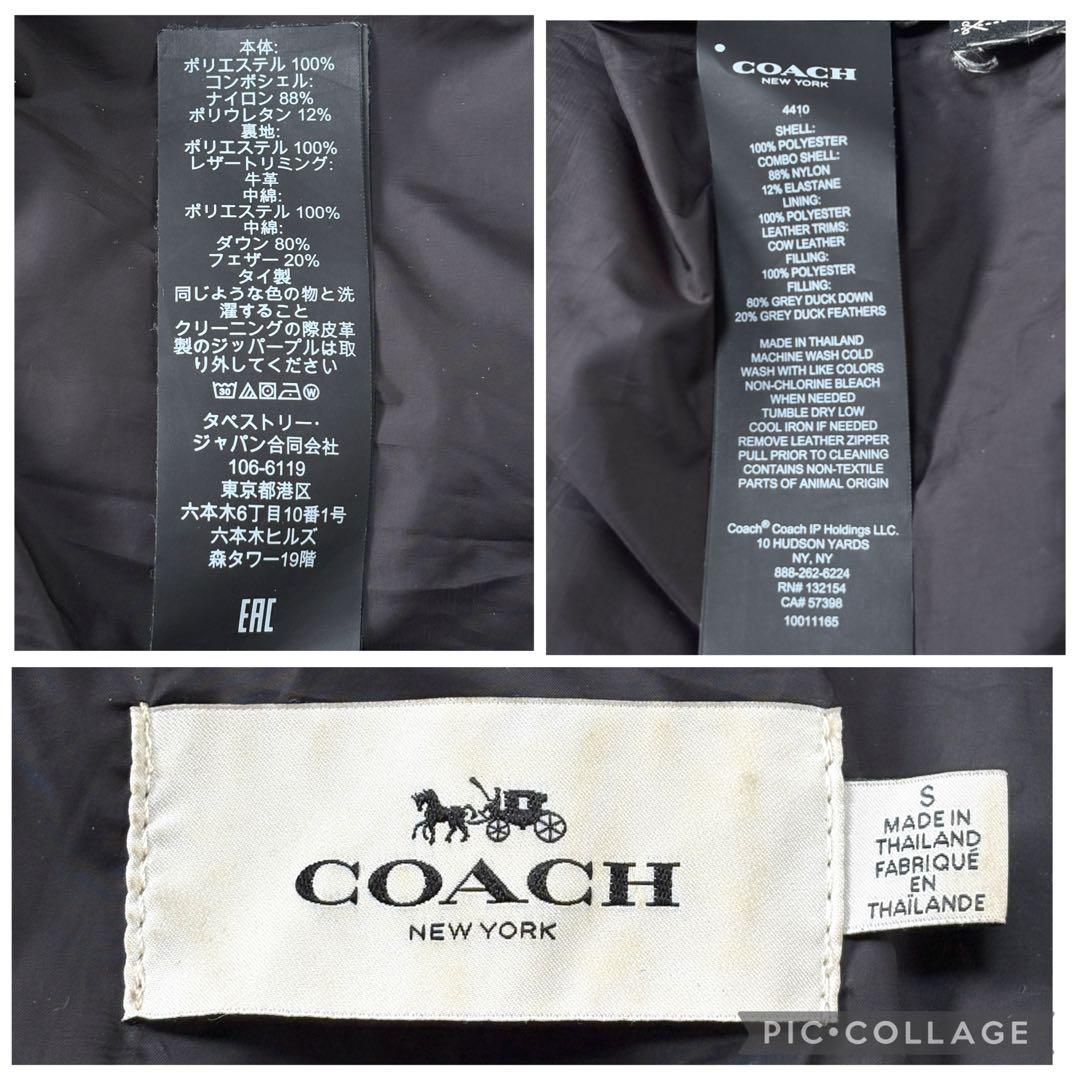 本体:
ポリエステル 100%
コンボシェル:
ナイロン 88%
ポリウレタン 12%
裏地:
ポリエステル 100%
レザートリミング:
牛革
中綿:
ポリエステル 100%
中綿:
ダウン 80%
フェザー 20%
タイ製
同じような色の物と洗
濯すること
クリーニングの際皮革
製のジッパープルは取
り外してください
30 W
タペストリー・
ジャパン合同会社
106-6119
東京都港区
六本木6丁目10番1号
六本木ヒルズ
森タワー19階
EAC
COACH
NEW YORK
4410
SHELL:
100% POLYESTER
COMBO SHELL:
88% NYLON
12% ELASTANE
LINING:
100% POLYESTER
LEATHER TRIMS:
COW LEATHER
FILLING:
100% POLYESTER
FILLING:
80% GREY DUCK DOWN
20% GREY DUCK FEATHERS
MADE IN THAILAND
MACHINE WASH COLD
WASH WITH LIKE COLORS
NON-CHLORINE BLEACH
WHEN NEEDED
TUMBLE DRY LOW
COOL IRON IF NEEDED
REMOVE LEATHER ZIPPER
PULL PRIOR TO CLEANING
CONTAINS NON-TEXTILE
PARTS OF ANIMAL ORIGIN
Coach® Coach IP Holdings LLC.
10 HUDSON YARDS
NY, NY
888-262-6224
RN# 132154
CA# 57398
10011165
COACH
NEW YORK
S
MADE IN
THAILAND
FABRIQUÉ
EN
THAÏLANDE
PIC•COLLAGE